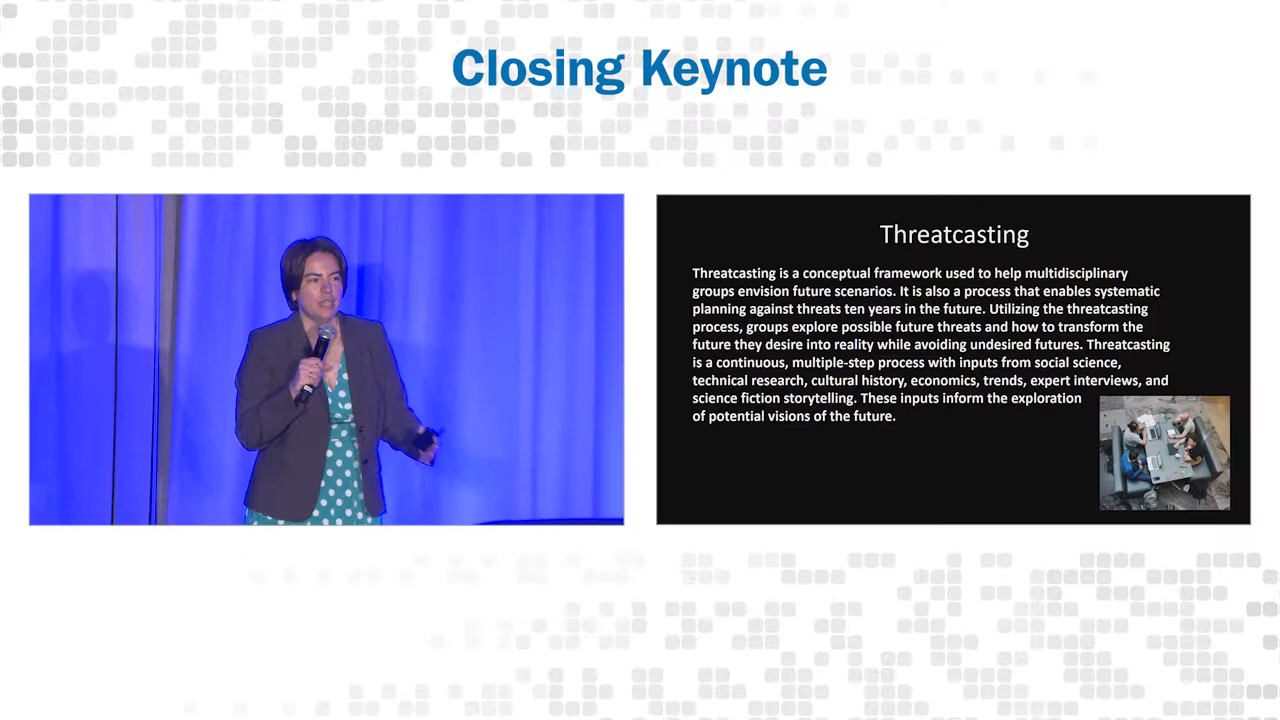 Closing Keynote
Threatcasting
Threatcasting is a conceptual framework used to help multidisciplinary
groups envision future scenarios. It is also a process that enables systematic
planning against threats ten years in the future. Utilizing the threatcasting
process, groups explore possible future threats and how to transform the
future they desire into reality while avoiding undesired futures. Threatcasting
is a continuous, multiple-step process with inputs from social science,
technical research, cultural history, economics, trends, expert interviews, and
science fiction storytelling. These inputs inform the exploration
of potential visions of the future.